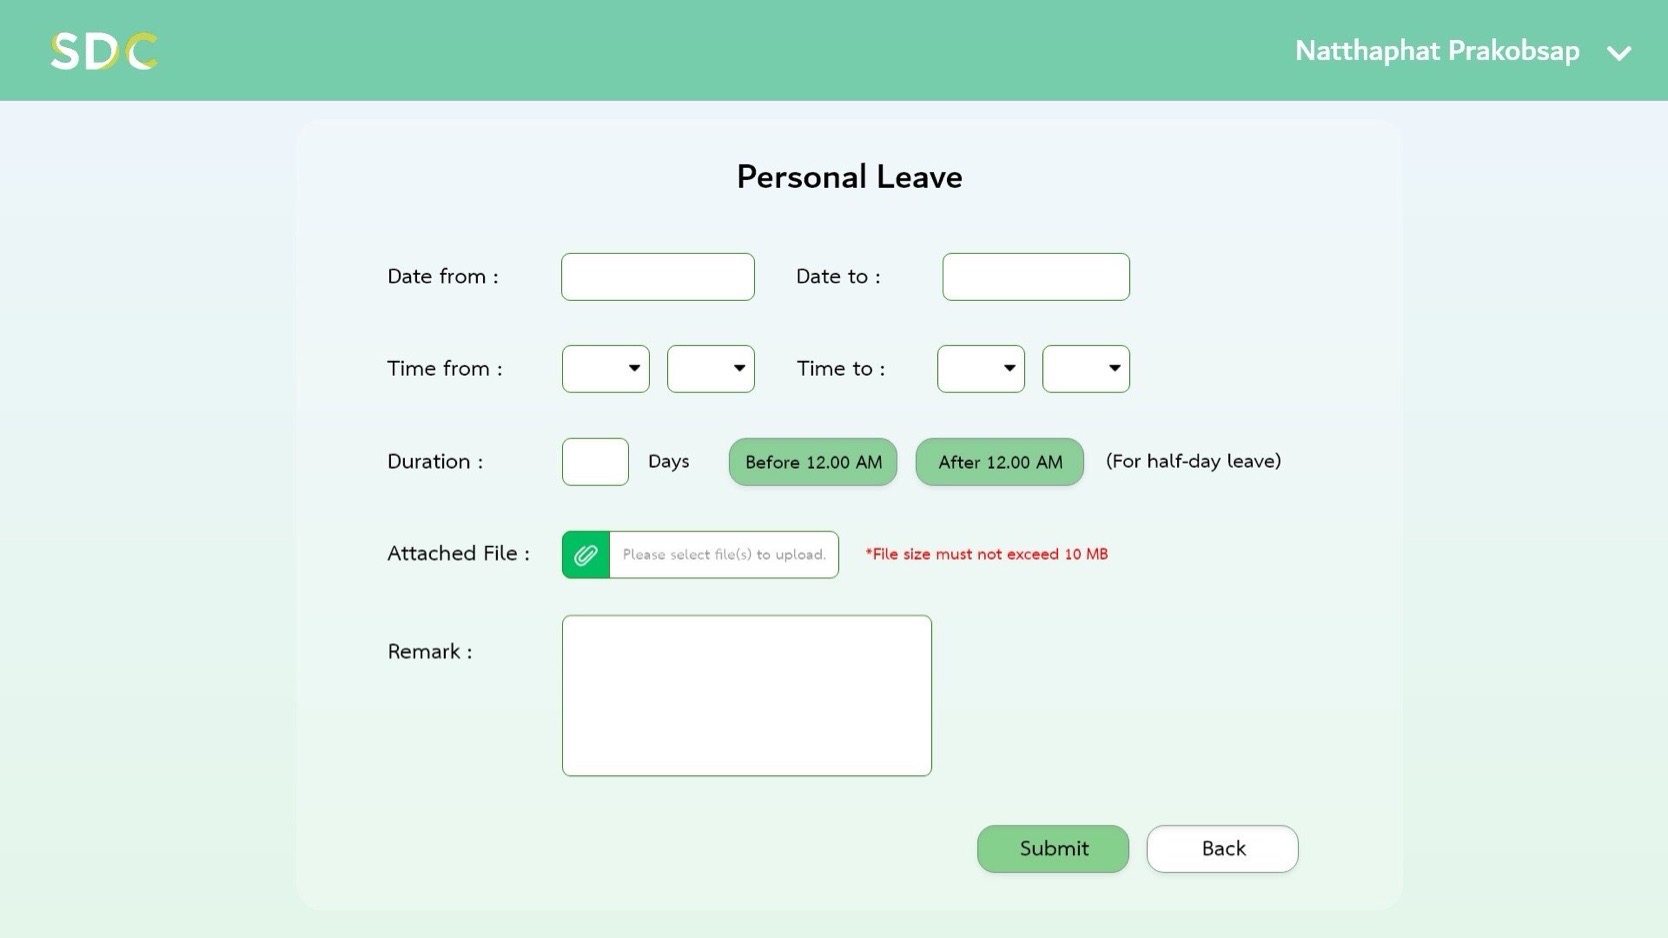 SDC
Natthaphat Prakobsap
Personal Leave
Date from :
Date to :
Time from :
Time to :
Duration :
Days
Before 12.00 AM
After 12.00 AM
(For half-day leave)
Attached File :
Please select file(s) to upload.
*File size must not exceed 10 MB
Remark :
Submit
Back